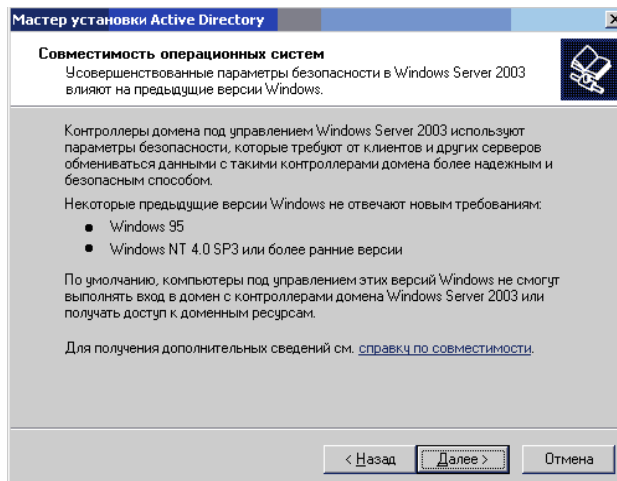 Мастер установки Active Directory
Совместимость операционных систем
Усовершенствованные параметры безопасности в Windows Server 2003
влияют на предыдущие версии Windows.
Контроллеры домена под управлением Windows Server 2003 используют
параметры безопасности, которые требуют от клиентов и других серверов
обмениваться данными с такими контроллерами домена более надежным и
безопасным способом.
Некоторые предыдущие версии Windows не отвечают новым требованиям:
● Windows 95
● Windows NT 4.0 SP3 или более ранние версии
По умолчанию, компьютеры под управлением этих версий Windows не смогут
выполнять вход в домен с контроллерами домена Windows Server 2003 или
получать доступ к доменным ресурсам.
Для получения дополнительных сведений см. справку по совместимости.
< Назад Далее > Отмена